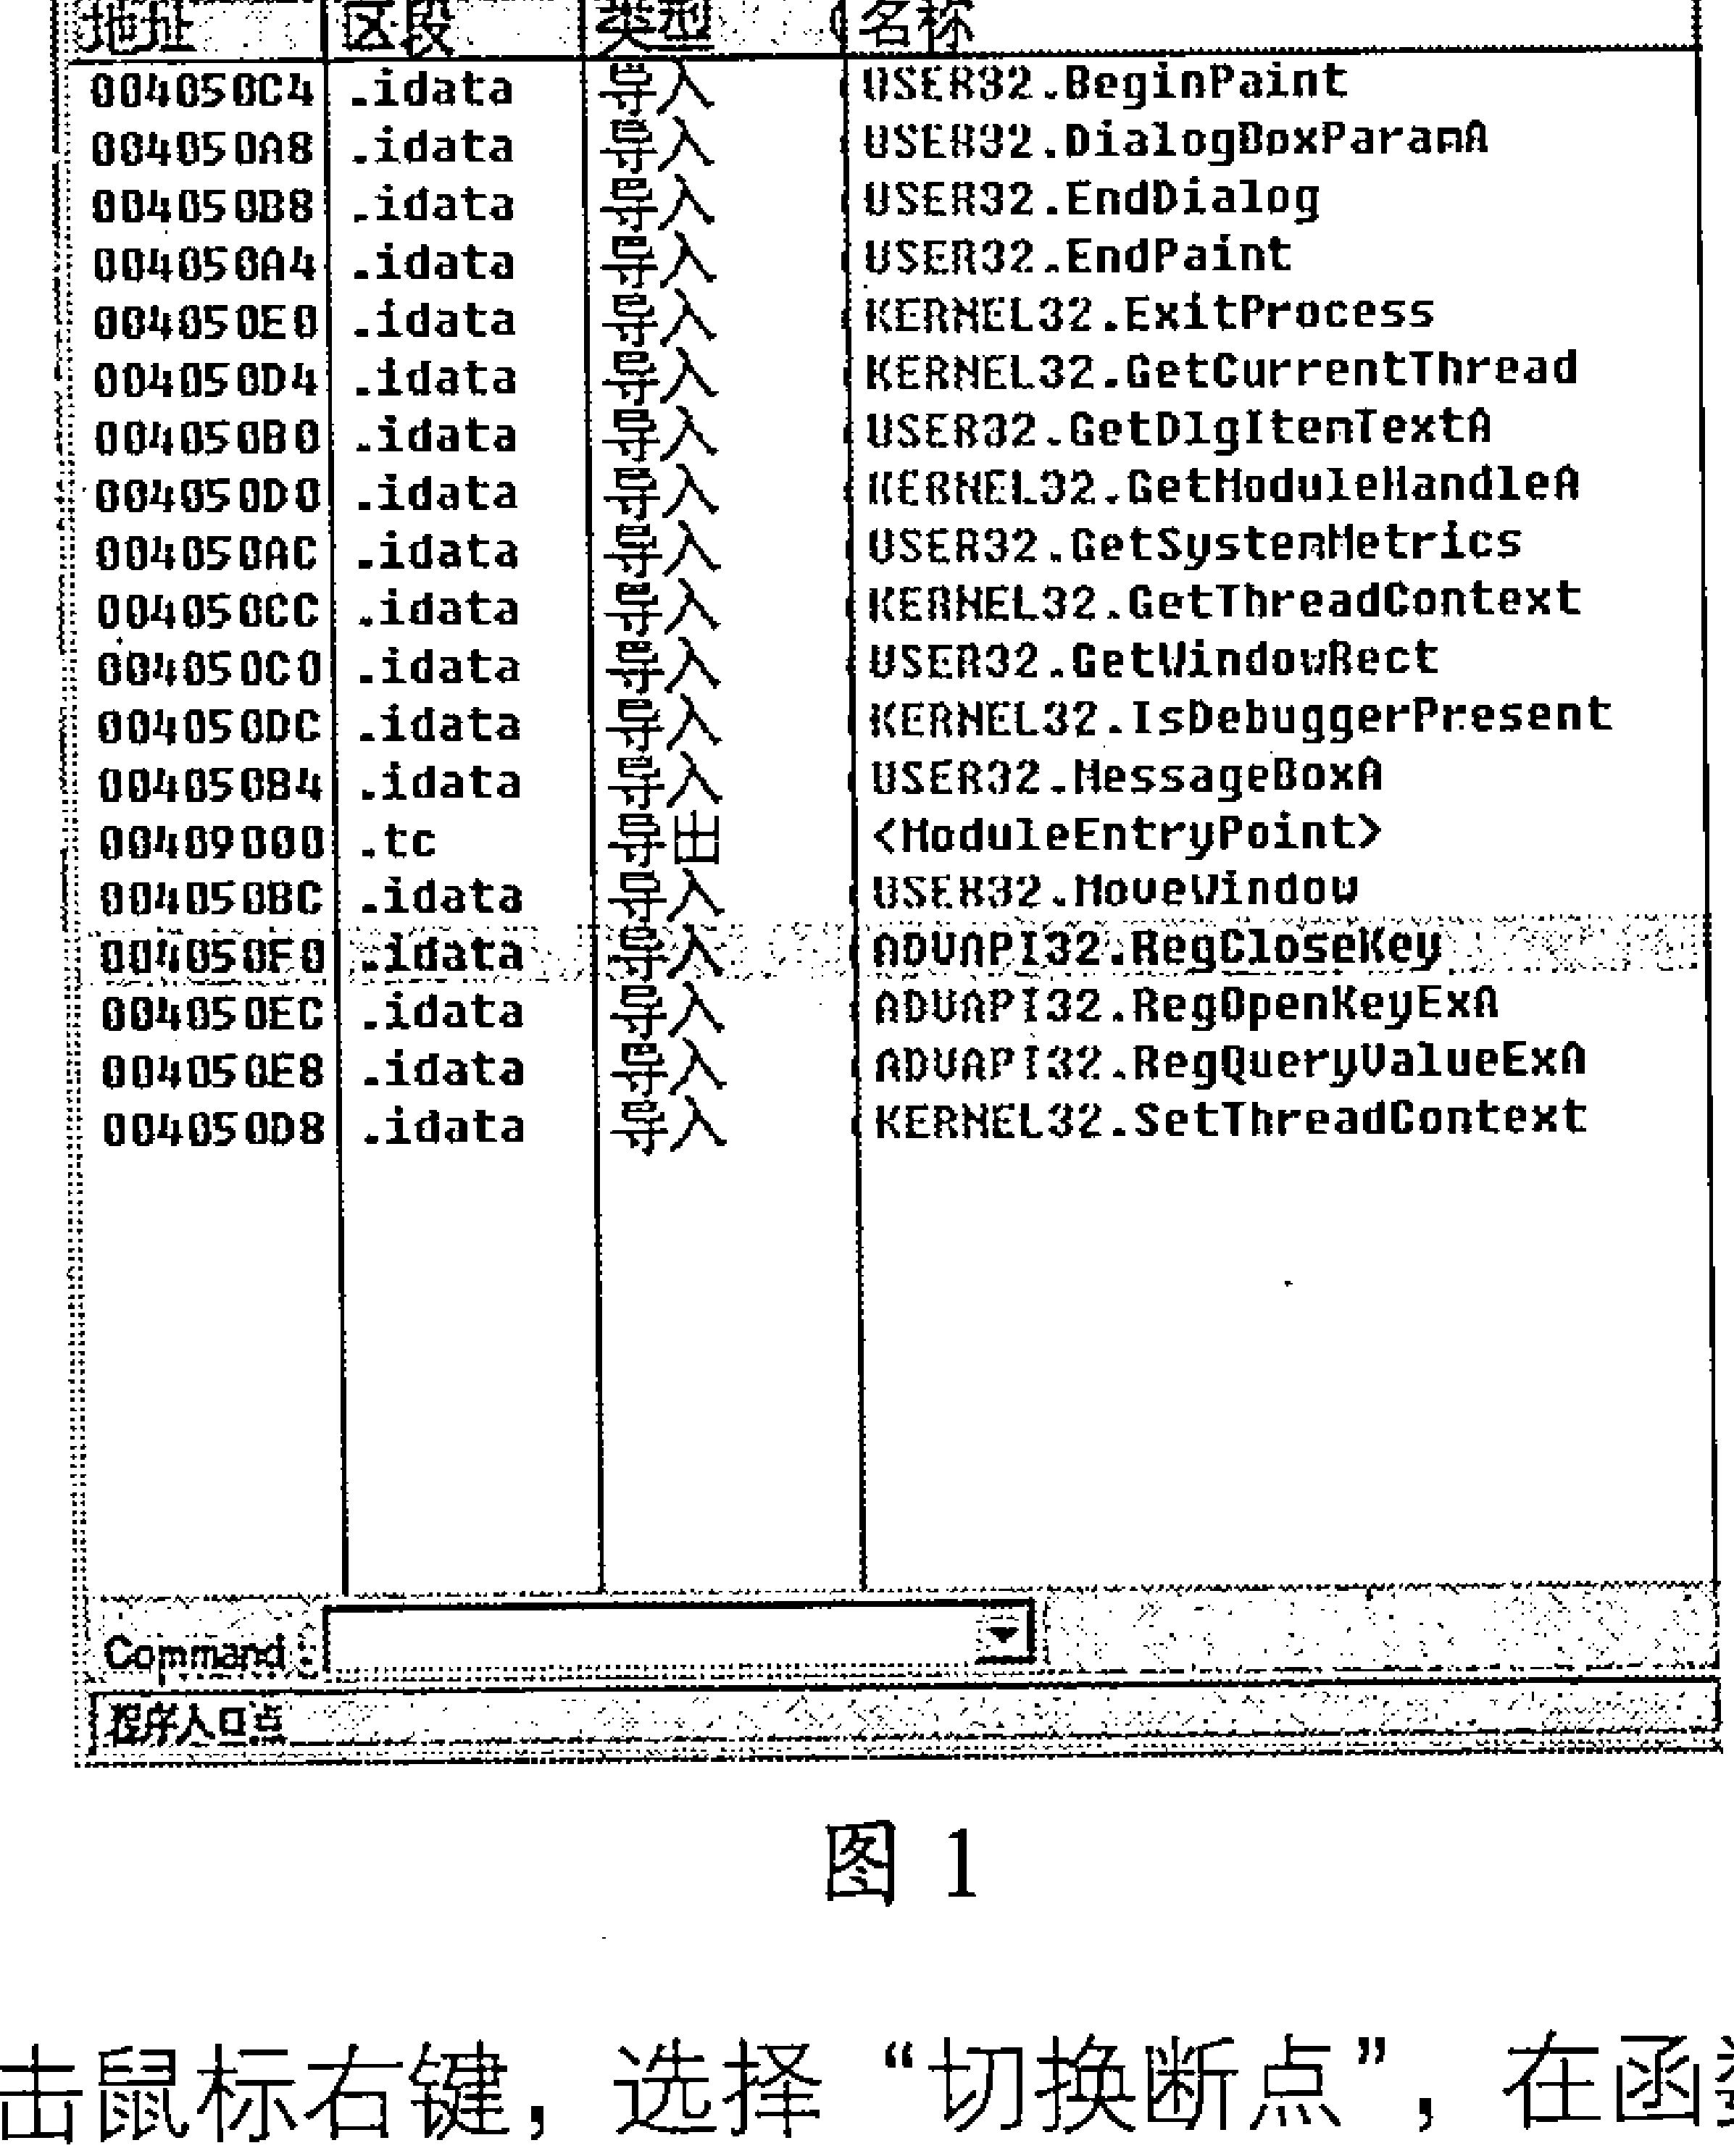 地址 区段 类型 ( 名称
004050C4 .idata 导入 ( USER32.BeginPaint
004050A8 .idata 导入 ( USER32.DialogBoxParamA
004050B8 .idata 导入 ( USER32.EndDialog
004050A4 .idata 导入 ( USER32.EndPaint
004050E0 .idata 导入 ( KERNEL32.ExitProcess
004050D4 .idata 导入 ( KERNEL32.GetCurrentThread
004050B0 .idata 导入 ( USER32.GetDlgItemTextA
004050D0 .idata 导入 ( KERNEL32.GetModuleHandleA
004050AC .idata 导入 ( USER32.GetSystemMetrics
004050CC .idata 导入 ( KERNEL32.GetThreadContext
004050C0 .idata 导入 ( USER32.GetWindowRect
004050DC .idata 导入 ( KERNEL32.IsDebuggerPresent
004050B4 .idata 导入 ( USER32.MessageBoxA
00409000 .tc 导出 <ModuleEntryPoint>
004050BC .idata 导入 ( USER32.MoveWindow
004050F0 .idata 导入 ( ADVAPI32.RegCloseKey
004050EC .idata 导入 ( ADVAPI32.RegOpenKeyExA
004050E8 .idata 导入 ( ADVAPI32.RegQueryValueExA
004050D8 .idata 导入 ( KERNEL32.SetThreadContext
Command :
程序入口点
图 1
击鼠标右键，选择“切换断点”，在函数